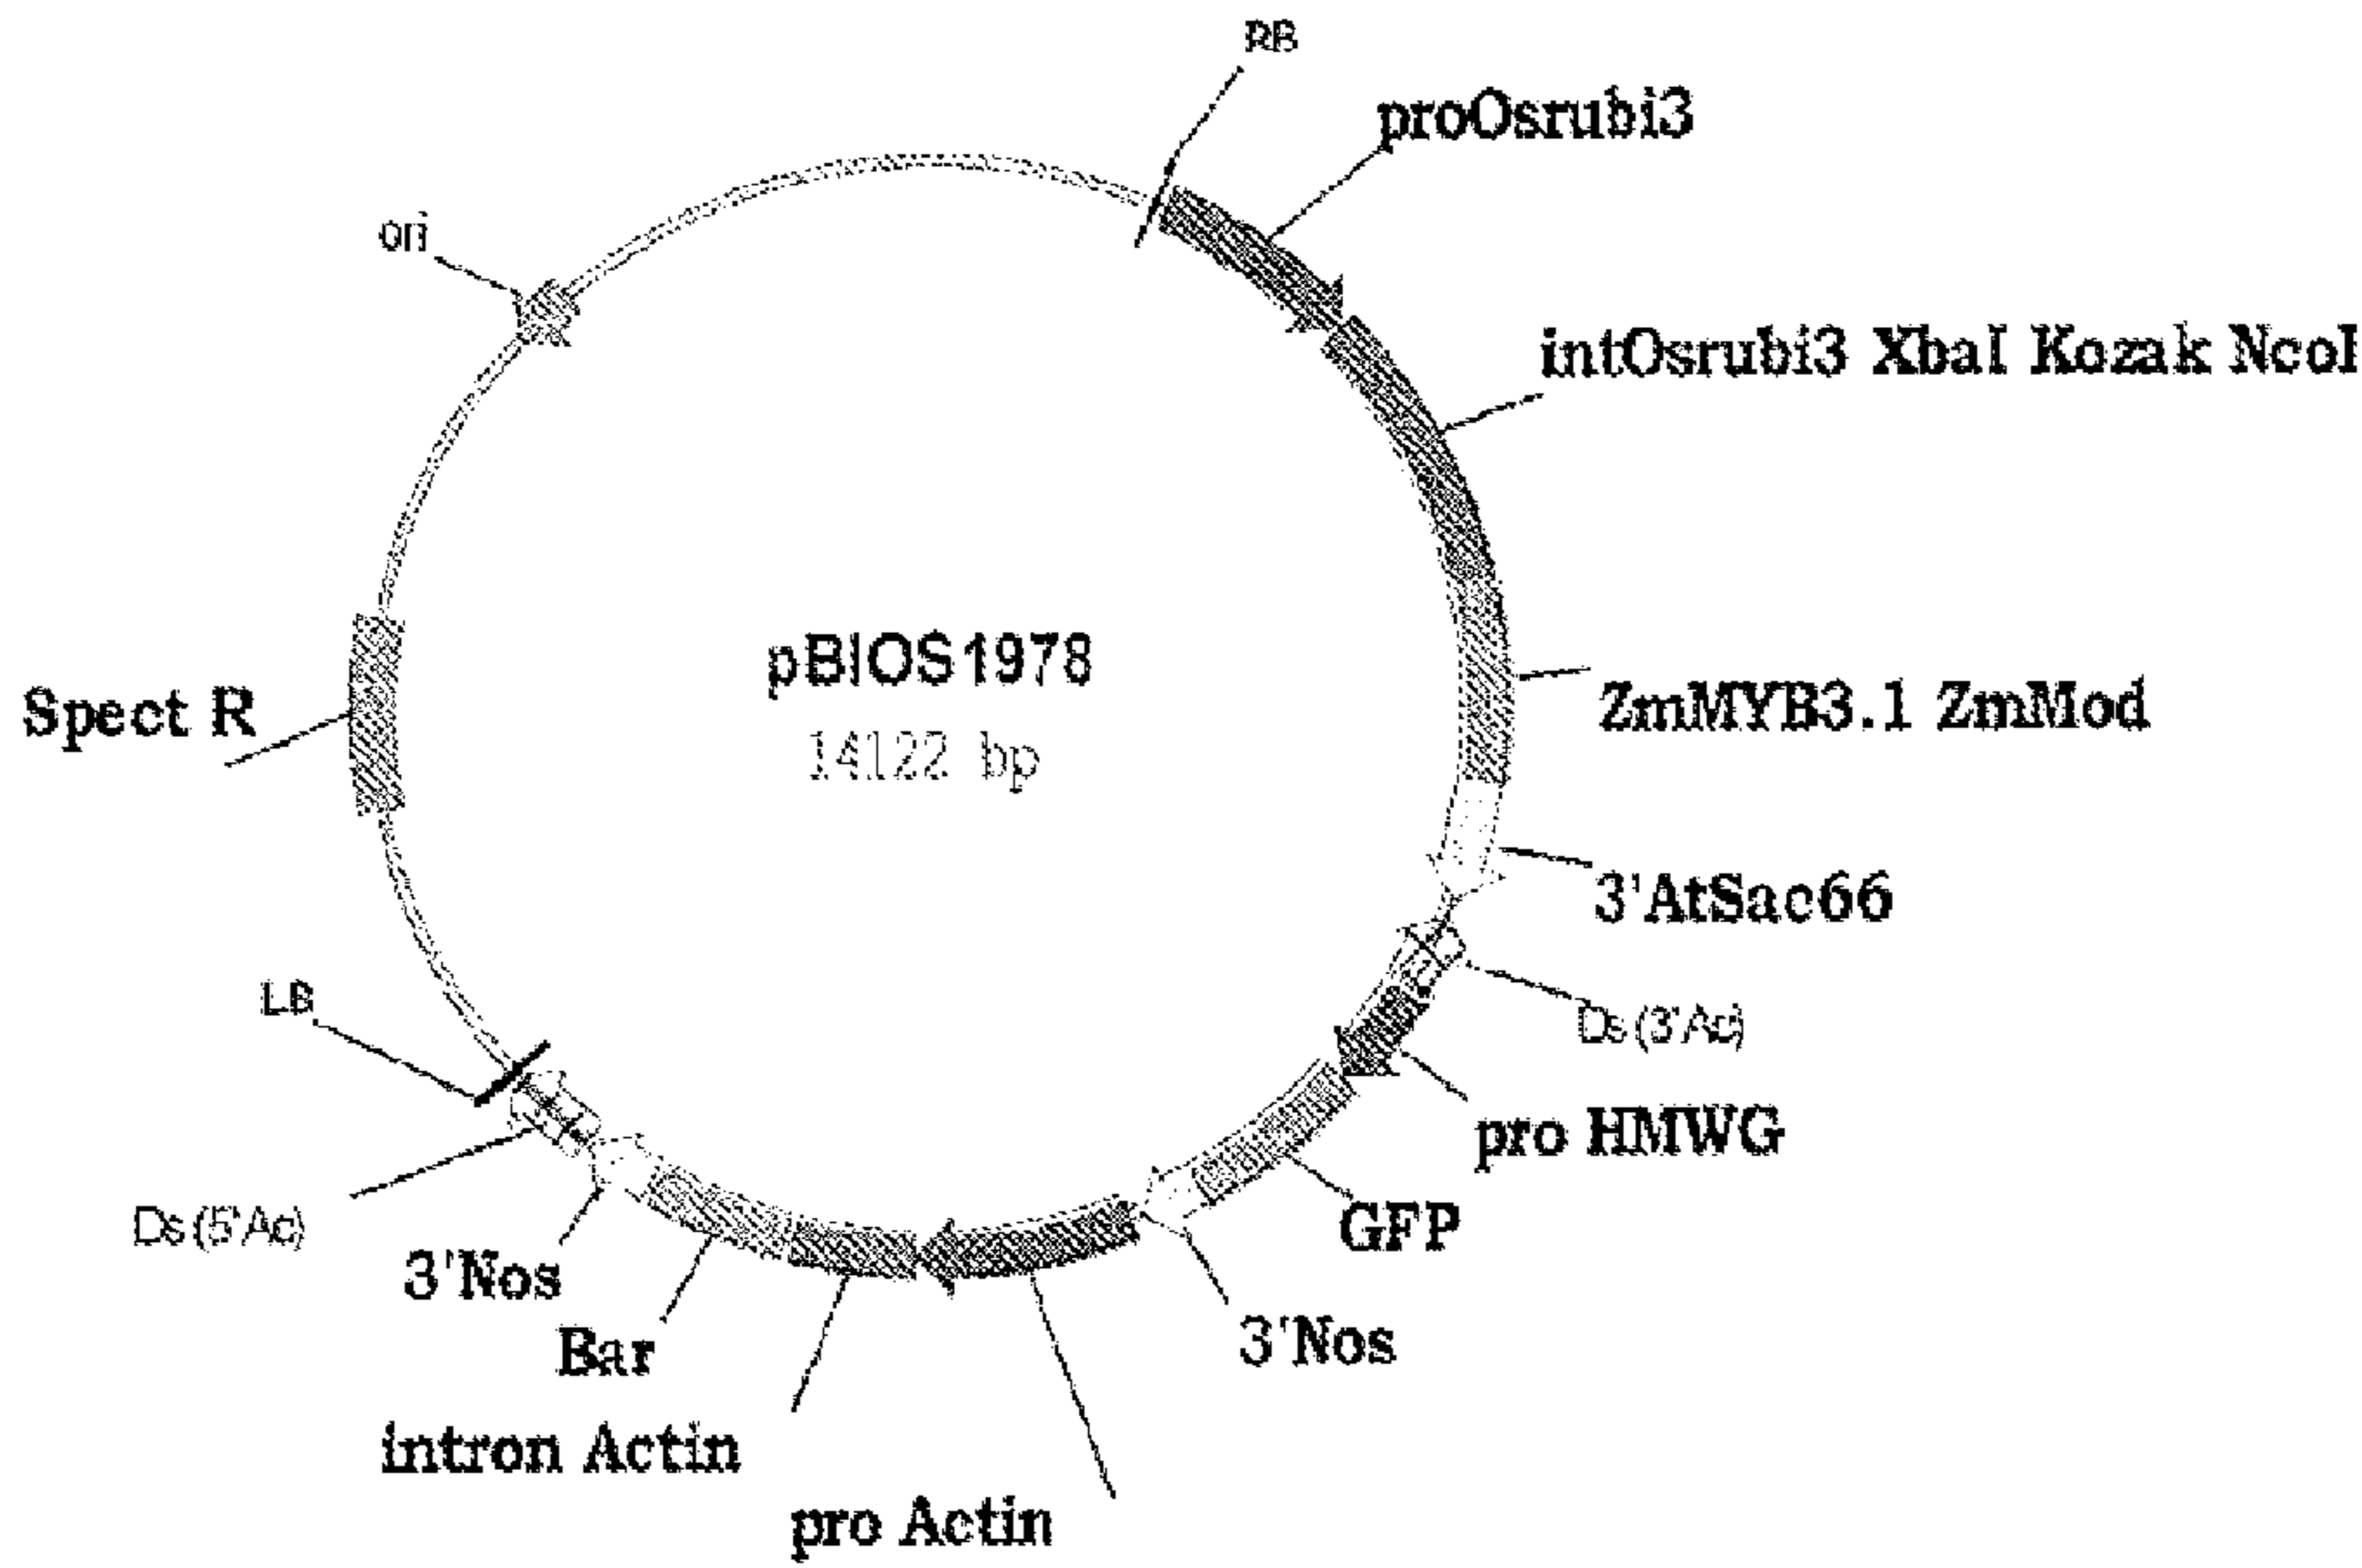 RB
proOsrubi3
ori
intOsrubi3 XbaI Kozak NcoI
pBIOS1978
Spect R
ZmMYB3.1 ZmMod
14122 bp
3'AtSac66
LB
Ds(3'Ac)
pro HMWG
Ds(5'Ac)
GFP
3'Nos
3'Nos
Bar
intron Actin
pro Actin